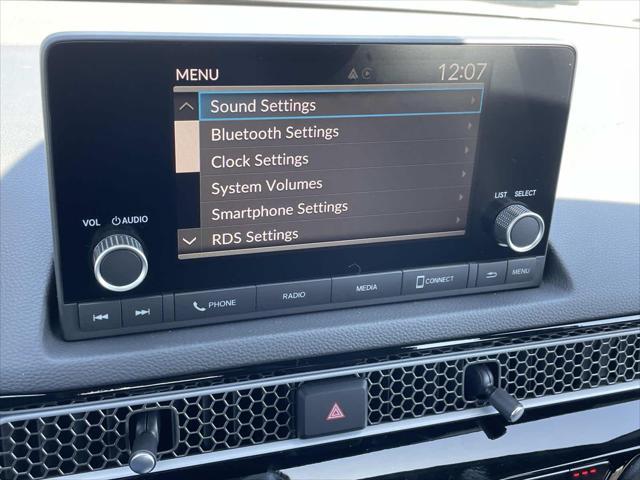 MENU 12:07
Sound Settings
Bluetooth Settings
Clock Settings
System Volumes
Smartphone Settings
RDS Settings
VOL AUDIO
LIST SELECT
PHONE RADIO MEDIA CONNECT MENU